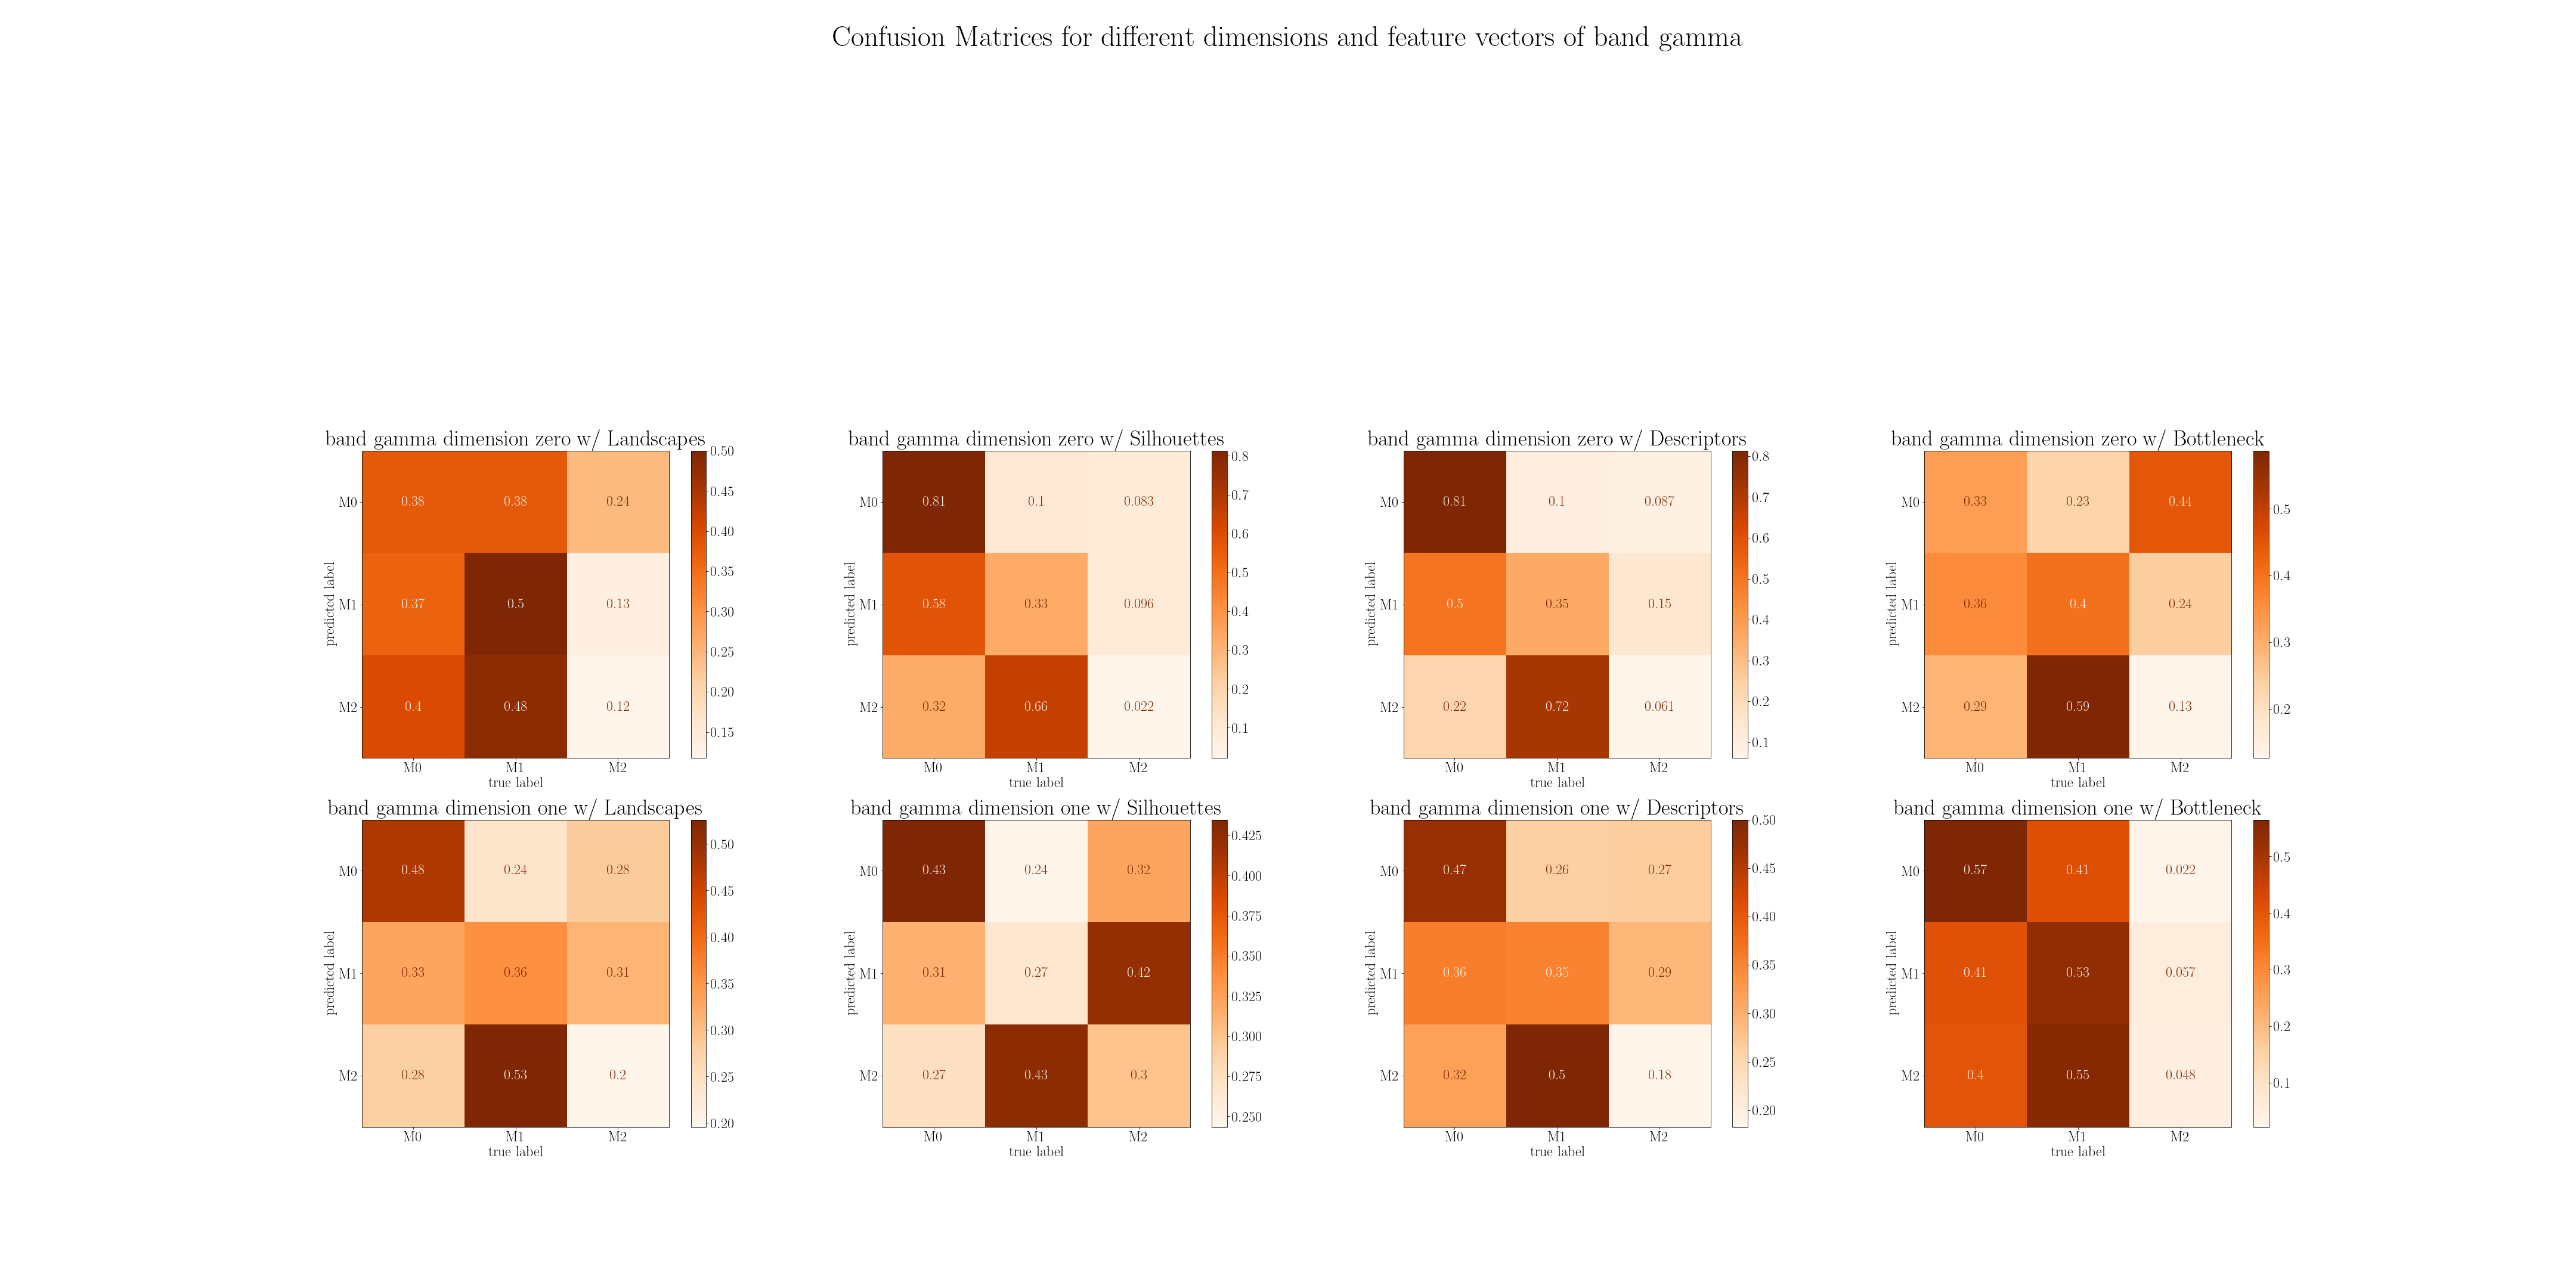 Confusion Matrices for different dimensions and feature vectors of band gamma
band gamma dimension zero w/ Landscapes
M0 0.38 0.38 0.24
M1 0.37 0.5 0.13
M2 0.4 0.48 0.12
M0 M1 M2
predicted label
true label
0.50
0.45
0.40
0.35
0.30
0.25
0.20
0.15
band gamma dimension zero w/ Silhouettes
M0 0.81 0.1 0.083
M1 0.58 0.33 0.096
M2 0.32 0.66 0.022
M0 M1 M2
predicted label
true label
0.8
0.7
0.6
0.5
0.4
0.3
0.2
0.1
band gamma dimension zero w/ Descriptors
M0 0.81 0.1 0.087
M1 0.5 0.35 0.15
M2 0.22 0.72 0.061
M0 M1 M2
predicted label
true label
0.8
0.7
0.6
0.5
0.4
0.3
0.2
0.1
band gamma dimension zero w/ Bottleneck
M0 0.33 0.23 0.44
M1 0.36 0.4 0.24
M2 0.29 0.59 0.13
M0 M1 M2
predicted label
true label
0.5
0.4
0.3
0.2
band gamma dimension one w/ Landscapes
M0 0.48 0.24 0.28
M1 0.33 0.36 0.31
M2 0.28 0.53 0.2
M0 M1 M2
predicted label
true label
0.50
0.45
0.40
0.35
0.30
0.25
0.20
band gamma dimension one w/ Silhouettes
M0 0.43 0.24 0.32
M1 0.31 0.27 0.42
M2 0.27 0.43 0.3
M0 M1 M2
predicted label
true label
0.425
0.400
0.375
0.350
0.325
0.300
0.275
0.250
band gamma dimension one w/ Descriptors
M0 0.47 0.26 0.27
M1 0.36 0.35 0.29
M2 0.32 0.5 0.18
M0 M1 M2
predicted label
true label
0.50
0.45
0.40
0.35
0.30
0.25
0.20
band gamma dimension one w/ Bottleneck
M0 0.57 0.41 0.022
M1 0.41 0.53 0.057
M2 0.4 0.55 0.048
M0 M1 M2
predicted label
true label
0.5
0.4
0.3
0.2
0.1